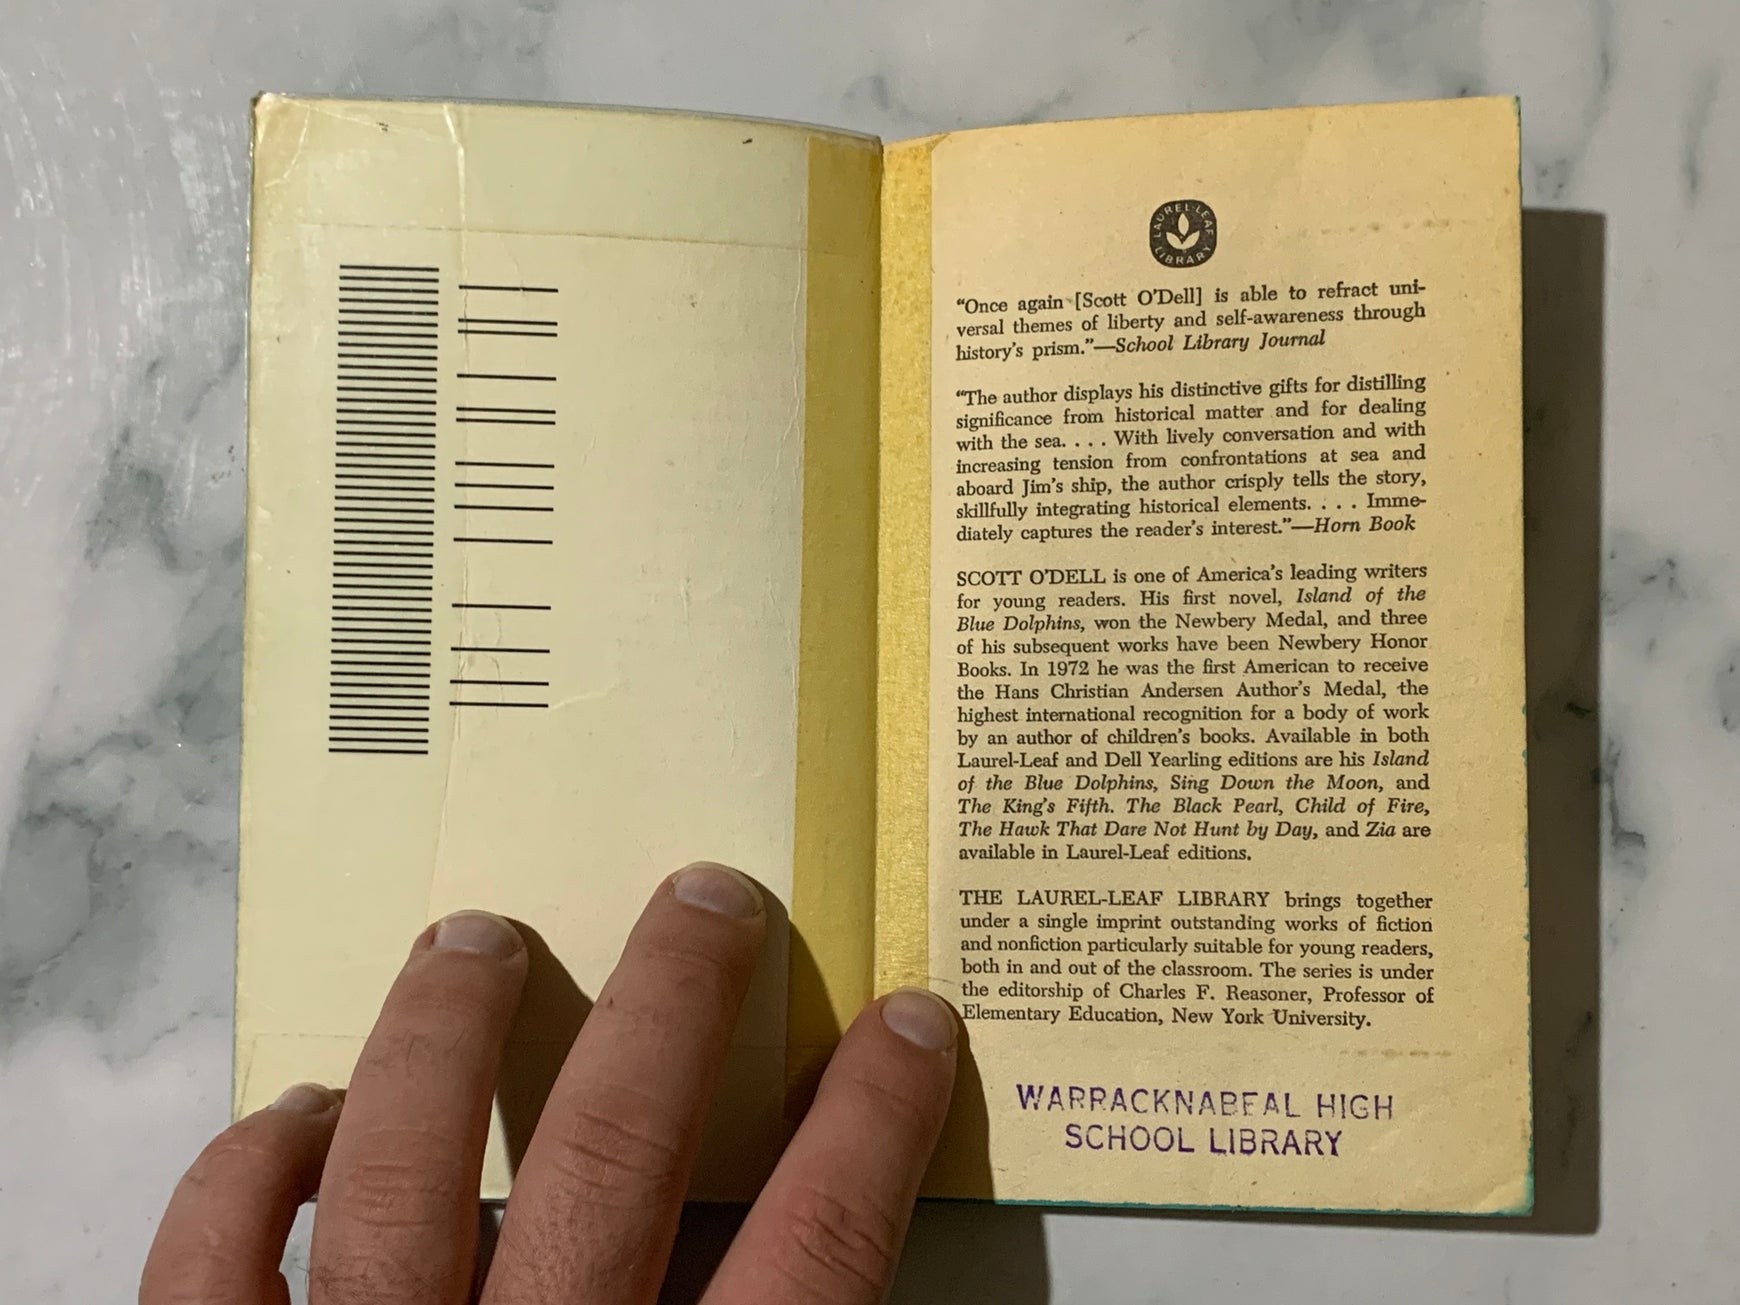 LAUREL-LEAF LIBRARY
“Once again [Scott O’Dell] is able to refract uni-
versal themes of liberty and self-awareness through
history’s prism.”—School Library Journal
“The author displays his distinctive gifts for distilling
significance from historical matter and for dealing
with the sea. . . . With lively conversation and with
increasing tension from confrontations at sea and
aboard Jim’s ship, the author crisply tells the story,
skillfully integrating historical elements. . . . Imme-
diately captures the reader’s interest.”—Horn Book
SCOTT O’DELL is one of America’s leading writers
for young readers. His first novel, Island of the
Blue Dolphins, won the Newbery Medal, and three
of his subsequent works have been Newbery Honor
Books. In 1972 he was the first American to receive
the Hans Christian Andersen Author’s Medal, the
highest international recognition for a body of work
by an author of children’s books. Available in both
Laurel-Leaf and Dell Yearling editions are his Island
of the Blue Dolphins, Sing Down the Moon, and
The King’s Fifth. The Black Pearl, Child of Fire,
The Hawk That Dare Not Hunt by Day, and Zia are
available in Laurel-Leaf editions.
THE LAUREL-LEAF LIBRARY brings together
under a single imprint outstanding works of fiction
and nonfiction particularly suitable for young readers,
both in and out of the classroom. The series is under
the editorship of Charles F. Reasoner, Professor of
Elementary Education, New York University.
WARRACKNABEAL HIGH
SCHOOL LIBRARY